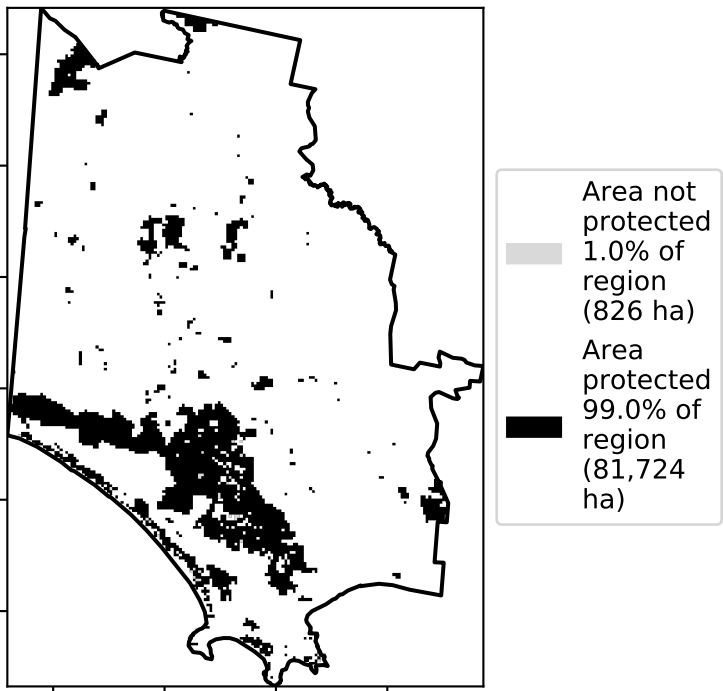 Area not
protected
1.0% of
region
(826 ha)
Area
protected
99.0% of
region
(81,724
ha)